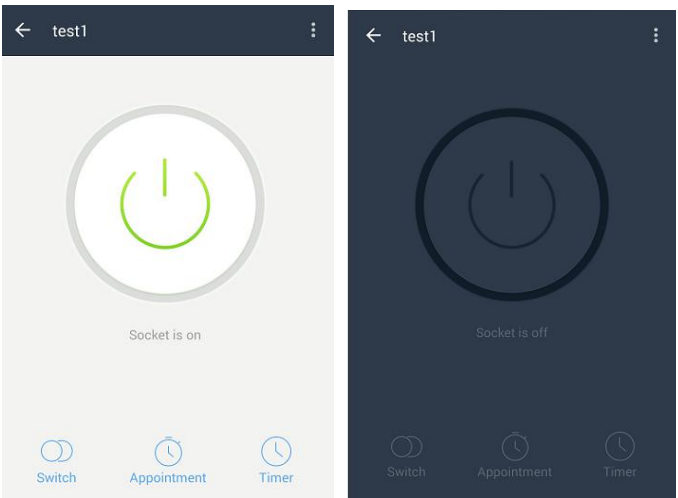 test1
Socket is on
Switch Appointment Timer
test1
Socket is off
Switch Appointment Timer